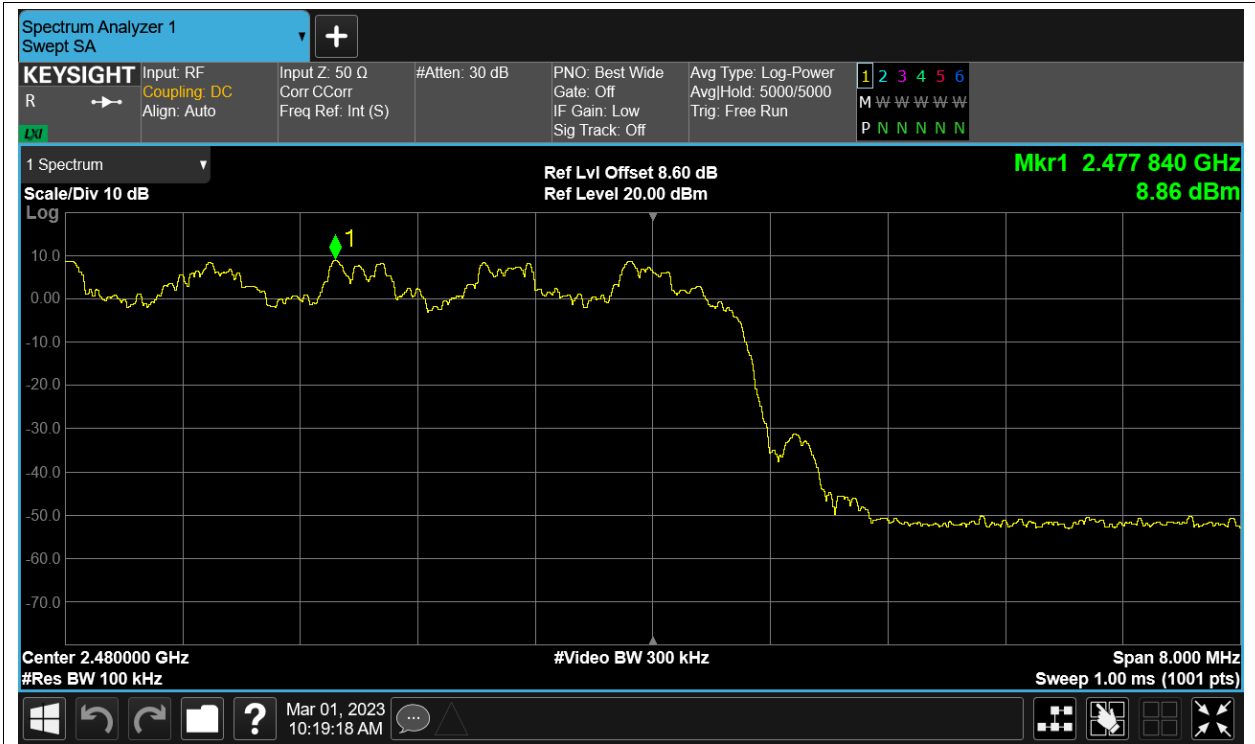 Spectrum Analyzer 1
Swept SA
KEYSIGHT
R
LXI
Input: RF
Coupling: DC
Align: Auto
Input Z: 50 Ω
Corr CCorr
Freq Ref: Int (S)
#Atten: 30 dB
PNO: Best Wide
Gate: Off
IF Gain: Low
Sig Track: Off
Avg Type: Log-Power
Avg|Hold: 5000/5000
Trig: Free Run
1 2 3 4 5 6
M W W W W W
P N N N N N
1 Spectrum
Scale/Div 10 dB
Ref Lvl Offset 8.60 dB
Ref Level 20.00 dBm
Mkr1 2.477 840 GHz
8.86 dBm
Log
1
10.0
0.00
-10.0
-20.0
-30.0
-40.0
-50.0
-60.0
-70.0
Center 2.480000 GHz
#Video BW 300 kHz
Span 8.000 MHz
#Res BW 100 kHz
Sweep 1.00 ms (1001 pts)
?
Mar 01, 2023
10:19:18 AM